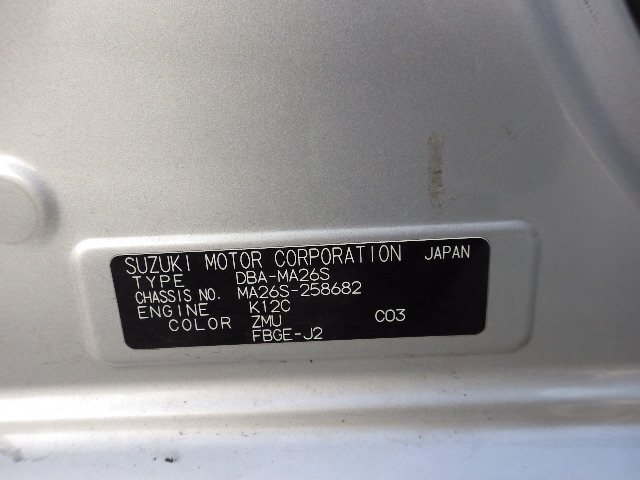 SUZUKI MOTOR CORPORATION JAPAN
TYPE DBA-MA26S
CHASSIS NO. MA26S-258682
ENGINE K12C
COLOR ZMU C03
FBGE-J2